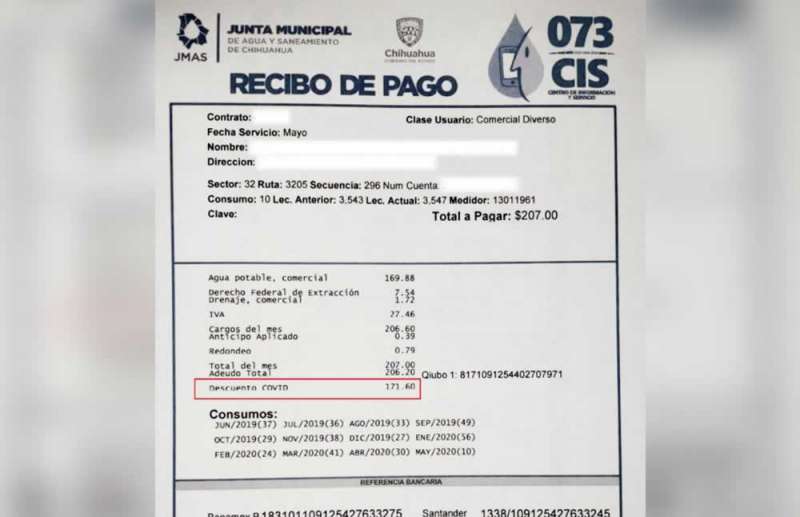 JMAS
JUNTA MUNICIPAL
DE AGUA Y SANEAMIENTO
DE CHIHUAHUA
Chihuahua
GOBIERNO DEL ESTADO
073
CIS
CENTRO DE INFORMACIÓN
Y SERVICIO
RECIBO DE PAGO
Contrato:
Clase Usuario: Comercial Diverso
Fecha Servicio: Mayo
Nombre:
Direccion:
Sector: 32 Ruta: 3205 Secuencia: 296 Num Cuenta
Consumo: 10 Lec. Anterior: 3,543 Lec. Actual: 3,547 Medidor: 13011961
Clave:
Total a Pagar: $207.00
Agua potable, comercial 169.88
Derecho Federal de Extracción 7.54
Drenaje, comercial 1.72
IVA 27.46
Cargos del mes 206.60
Anticipo Aplicado 0.39
Redondeo 0.79
Total del mes 207.00
Adeudo Total 206.20
Qiubo 1: 8171091254402707971
Descuento COVID 171.60
Consumos:
JUN/2019(37) JUL/2019(36) AGO/2019(33) SEP/2019(49)
OCT/2019(29) NOV/2019(38) DIC/2019(27) ENE/2020(56)
FEB/2020(24) MAR/2020(41) ABR/2020(30) MAY/2020(10)
REFERENCIA BANCARIA
Banamex B 183101109125427633275 Santander 1338/109125427633245